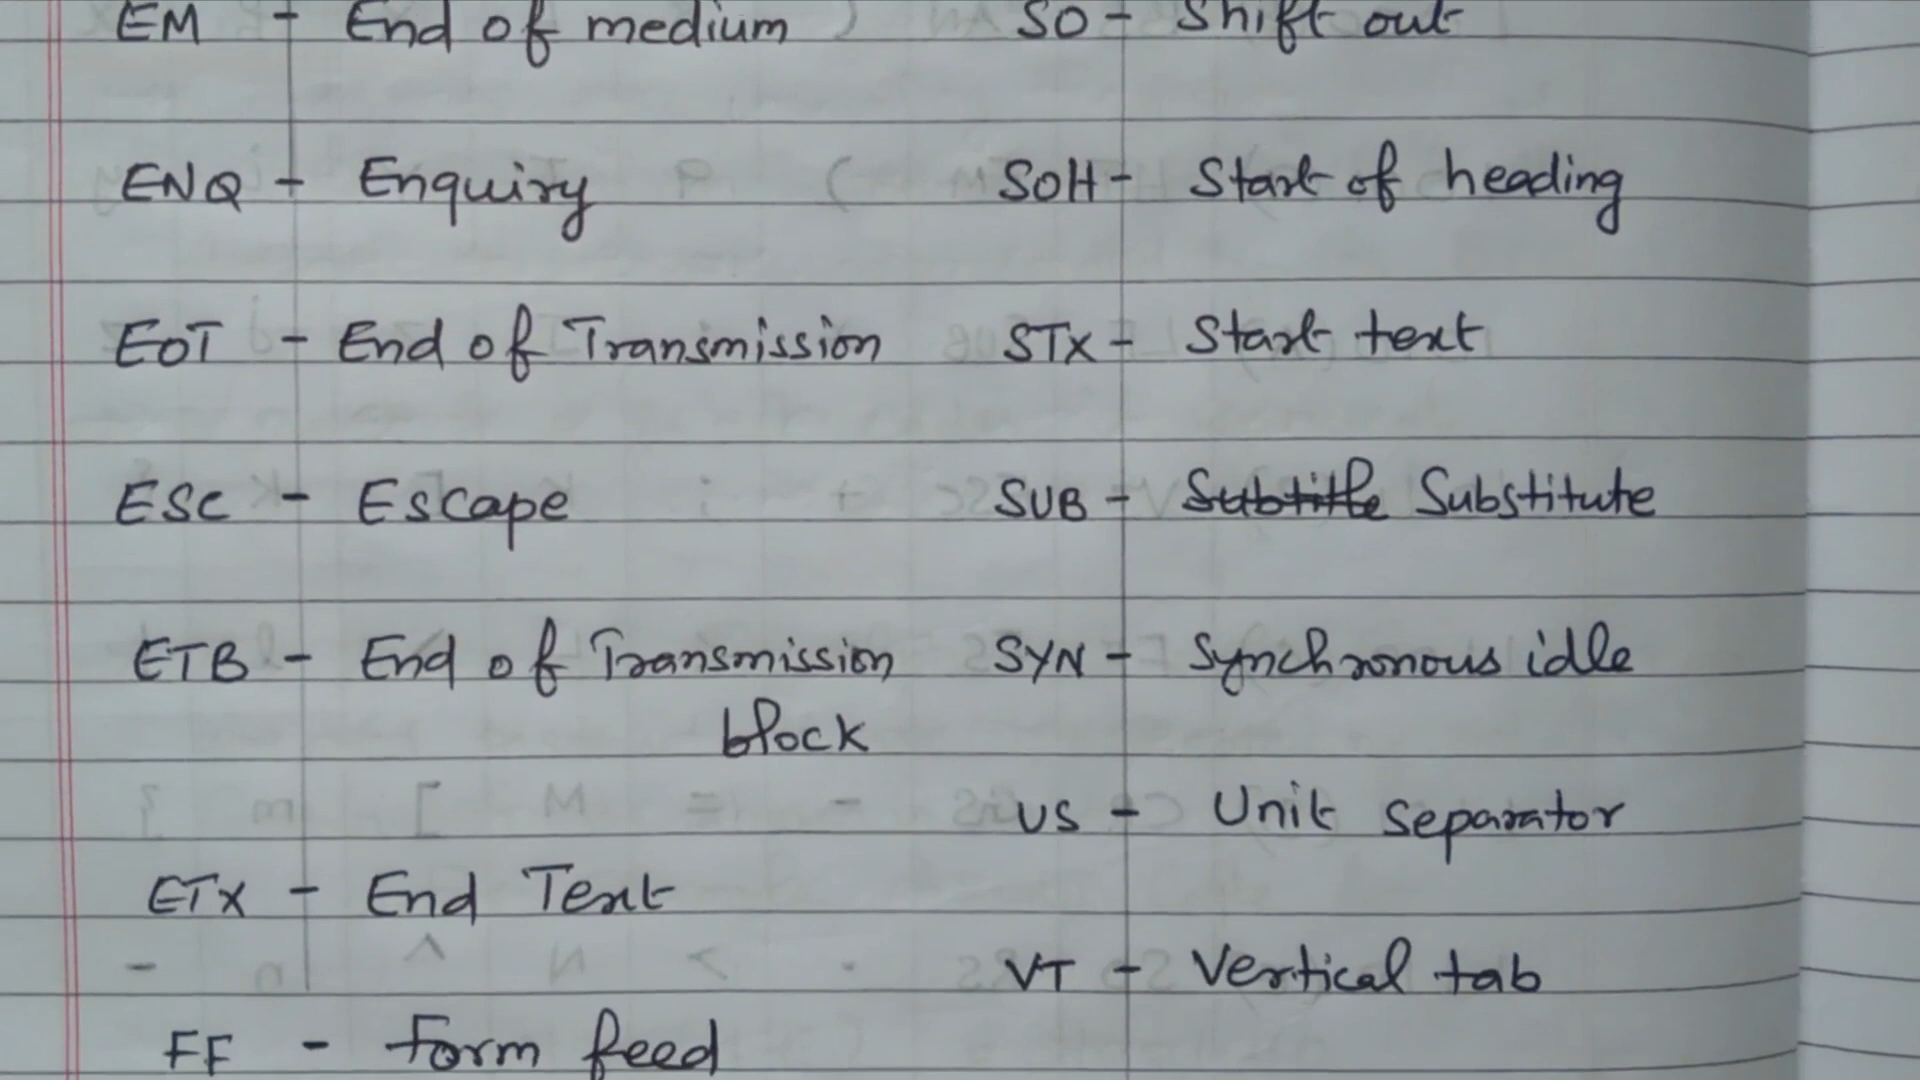 EM - End of medium
ENQ - Enquiry
EOT - End of Transmission
ESC - Escape
ETB - End of Transmission
block
ETX - End Text
FF - Form feed
SO - Shift out
SOH - Start of heading
STX - Start text
SUB - Subtitle Substitute
SYN - Synchronous idle
US - Unit separator
VT - Vertical tab